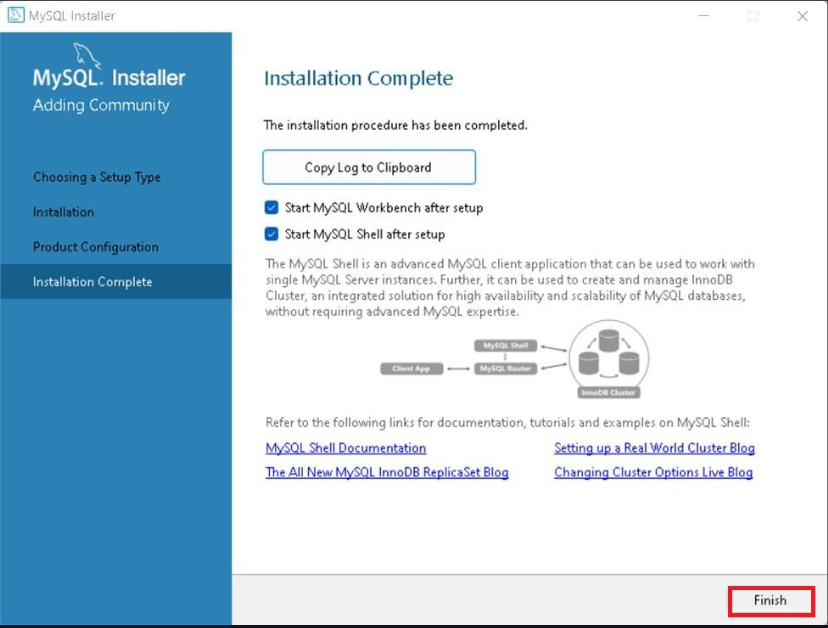 MySQL Installer
MySQL. Installer
Adding Community
Choosing a Setup Type
Installation
Product Configuration
Installation Complete
Installation Complete
The installation procedure has been completed.
Copy Log to Clipboard
Start MySQL Workbench after setup
Start MySQL Shell after setup
The MySQL Shell is an advanced MySQL client application that can be used to work with
single MySQL Server instances. Further, it can be used to create and manage InnoDB
Cluster, an integrated solution for high availability and scalability of MySQL databases,
without requiring advanced MySQL expertise.
MySQL Shell
Client App
MySQL Router
InnoDB Cluster
Refer to the following links for documentation, tutorials and examples on MySQL Shell:
MySQL Shell Documentation
Setting up a Real World Cluster Blog
The All New MySQL InnoDB ReplicaSet Blog
Changing Cluster Options Live Blog
Finish